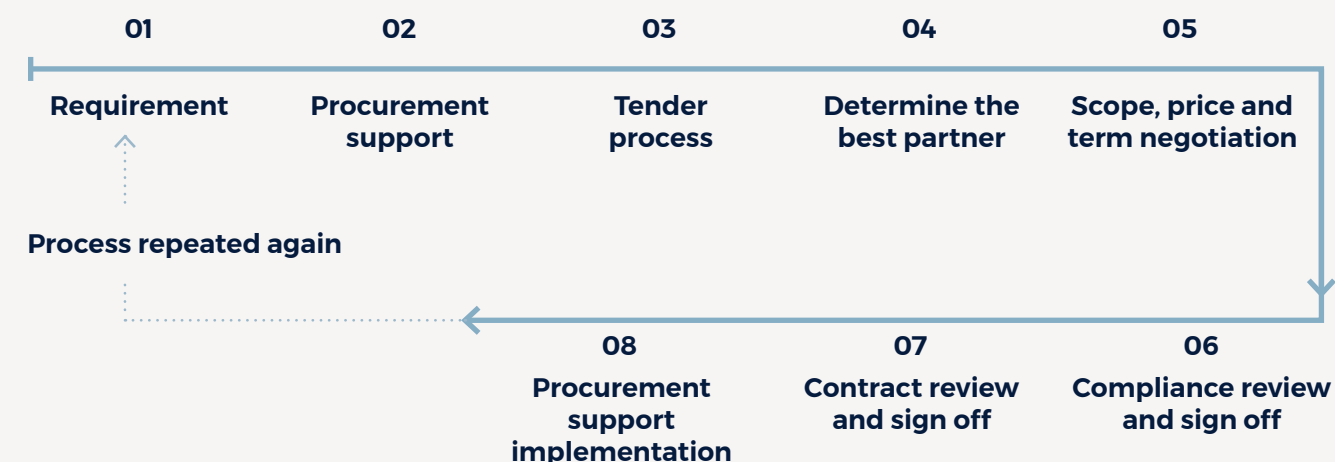 01
02
03
04
05
Requirement
Procurement
support
Tender
process
Determine the
best partner
Scope, price and
term negotiation
Process repeated again
08
07
06
Procurement
support
implementation
Contract review
and sign off
Compliance review
and sign off